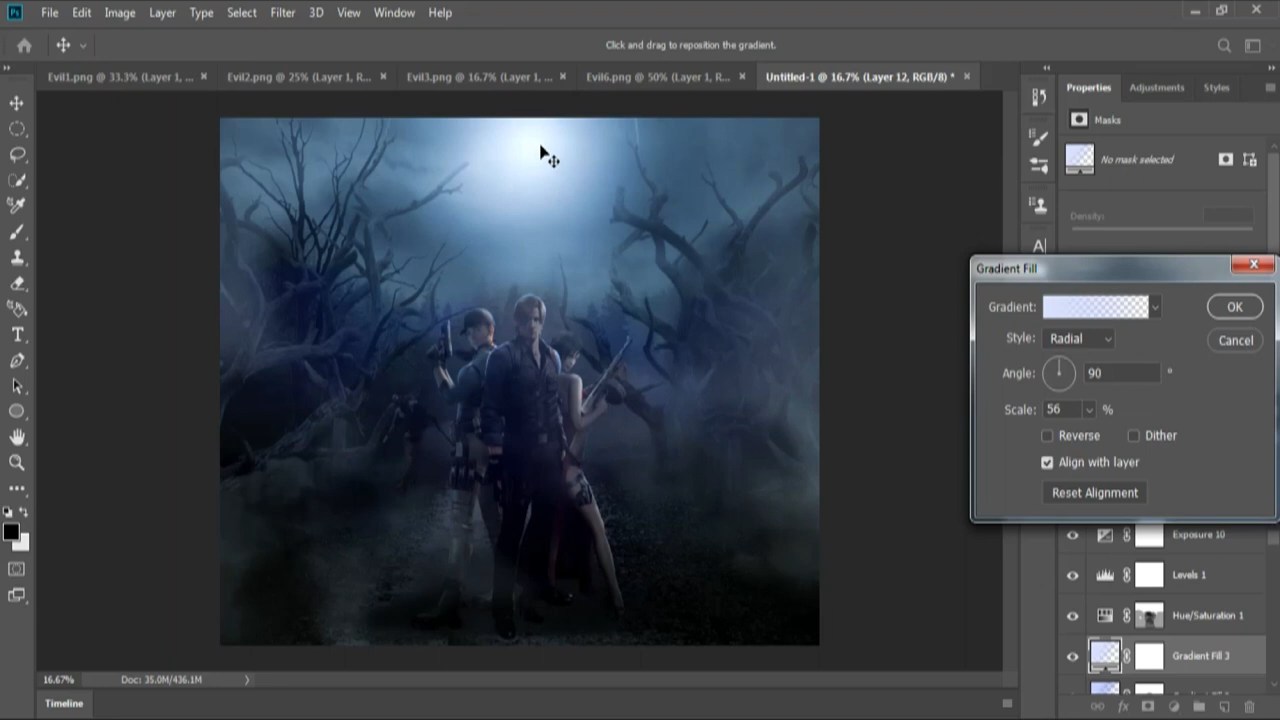 Ps File Edit Image Layer Type Select Filter 3D View Window Help
Click and drag to reposition the gradient.
Evil1.png @ 33.3% (Layer 1, ... Evil2.png @ 25% (Layer 1, R... Evil3.png @ 16.7% (Layer 1, ... Evil6.png @ 50% (Layer 1, R... Untitled-1 @ 16.7% (Layer 12, RGB/8) *
Properties Adjustments Styles
Masks
No mask selected
Density:
A
Gradient Fill
Gradient: OK
Style: Radial Cancel
Angle: 90 °
Scale: 56 %
Reverse Dither
Align with layer
Reset Alignment
Exposure 10
Levels 1
Hue/Saturation 1
Gradient Fill 3
16.67% Doc: 35.0M/436.1M
Timeline
fx